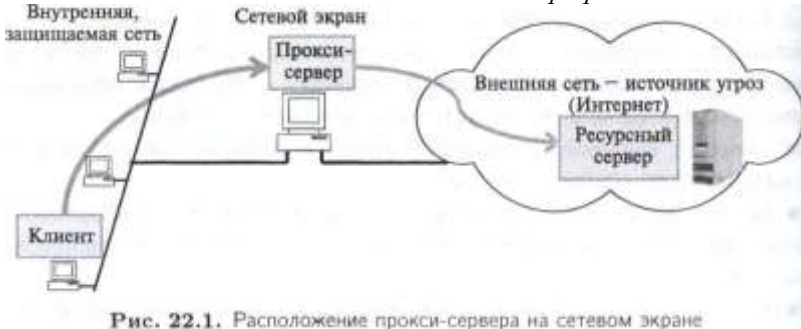 Внутренняя,
защищаемая сеть
Сетевой экран
Прокси-
сервер
Внешняя сеть — источник угроз
(Интернет)
Ресурсный
сервер
Клиент
Рис. 22.1. Расположение прокси-сервера на сетевом экране